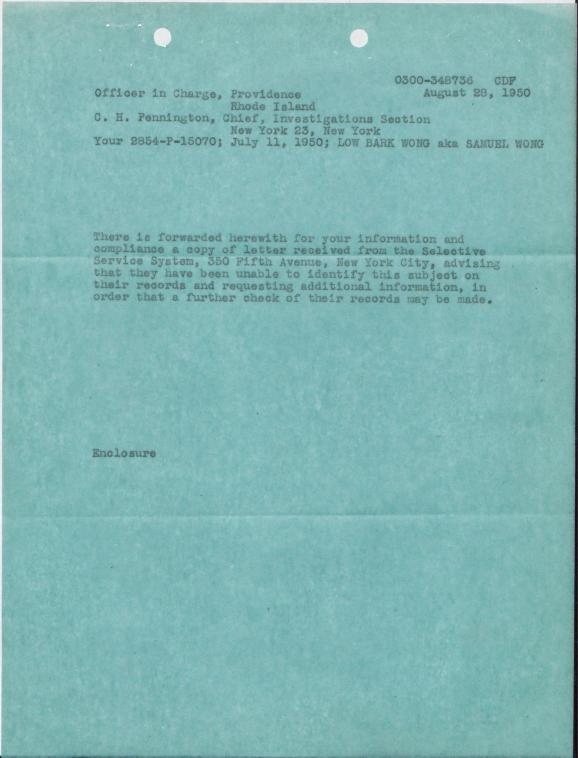 0300-348736 CDF
Officer in Charge, Providence August 28, 1950
Rhode Island
C. H. Pennington, Chief, Investigations Section
New York 23, New York
Your 2854-P-15070; July 11, 1950; LOW BARK WONG aka SAMUEL WONG
There is forwarded herewith for your information and
compliance a copy of letter received from the Selective
Service System, 350 Fifth Avenue, New York City, advising
that they have been unable to identify this subject on
their records and requesting additional information, in
order that a further check of their records may be made.
Enclosure